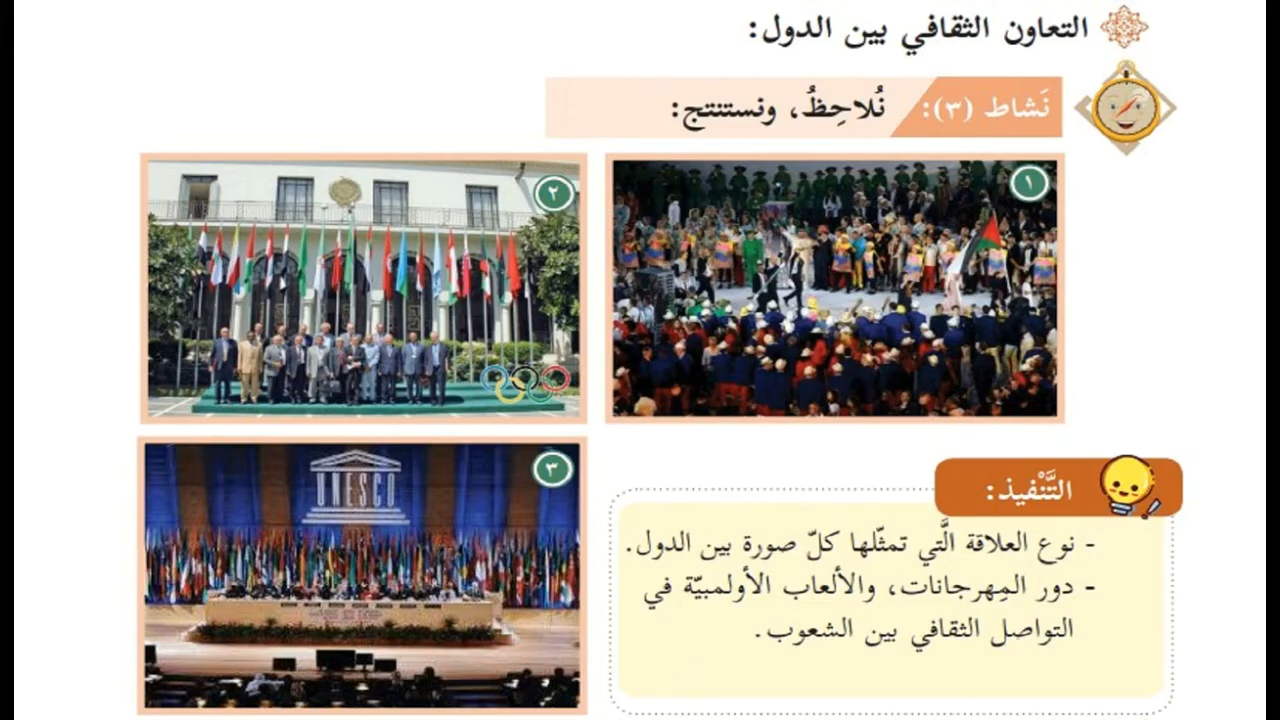 التعاون الثقافي بين الدول:
نَشاط (٣): نُلاحِظُ، ونستنتج:
١
٢
٣
UNESCO
التَّنْفيذ:
- نوع العلاقة الَّتي تمثّلها كلّ صورة بين الدول.
- دور المِهرجانات، والألعاب الأولمبيّة في
التواصل الثقافي بين الشعوب.